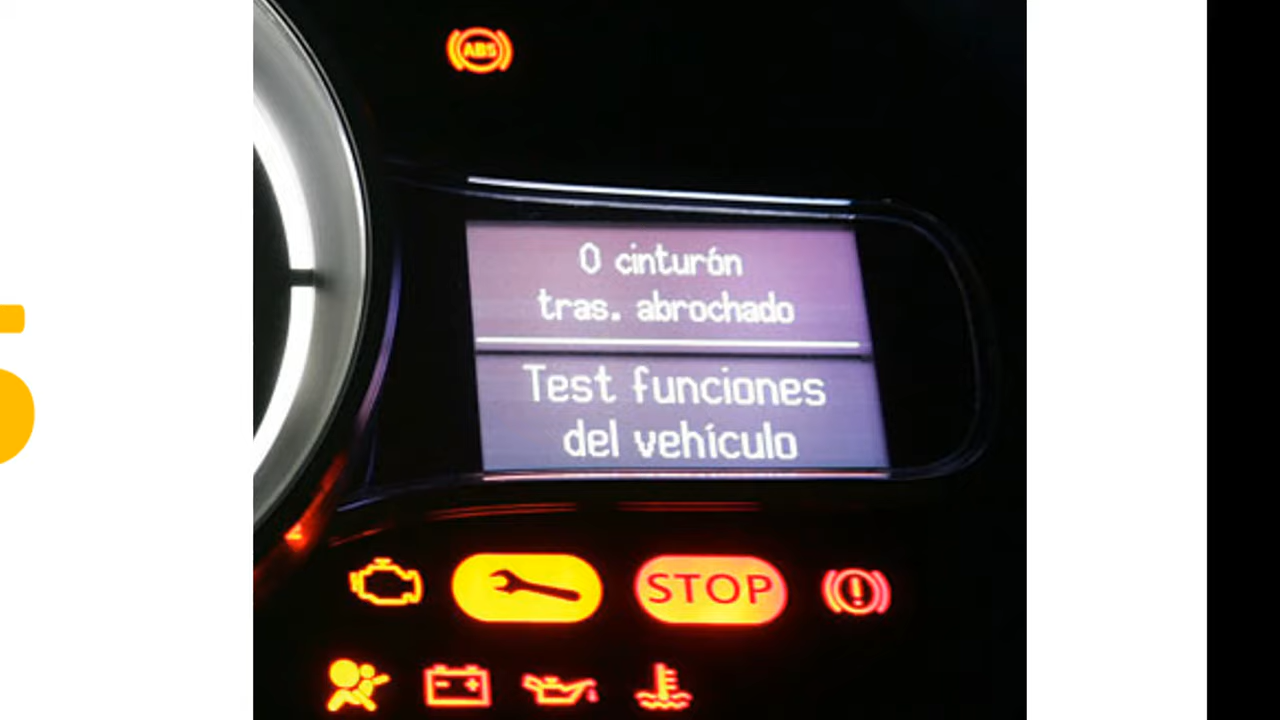 ABS
0 cinturón
tras. abrochado
Test funciones
del vehículo
STOP